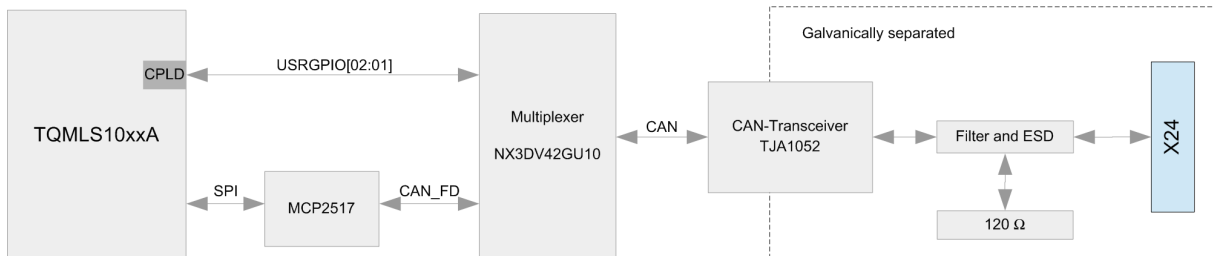 Galvanically separated
CPLD
USRGPIO[02:01]
TQMLS10xxA
Multiplexer
NX3DV42GU10
CAN
CAN-Transceiver
TJA1052
Filter and ESD
X24
SPI
MCP2517
CAN_FD
120 Ω